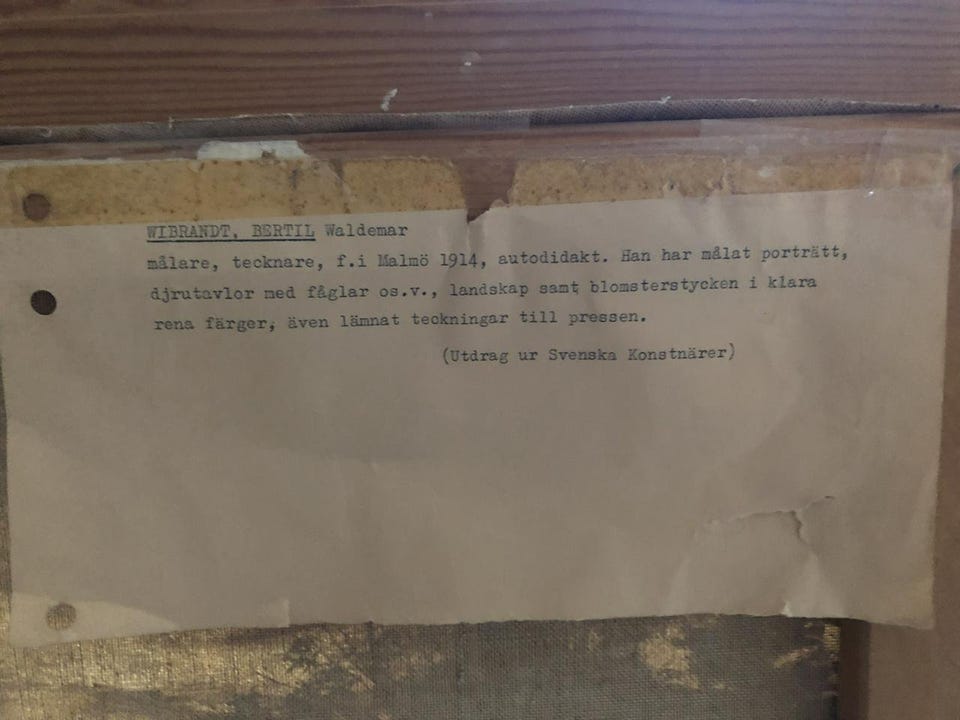 WIBRANDT, BERTIL Waldemar
målare, tecknare, f.i Malmö 1914, autodidakt. Han har målat porträtt,
djrutavlor med fåglar os.v., landskap samt blomsterstycken i klara
rena färger, även lämnat teckningar till pressen.
(Utdrag ur Svenska Konstnärer)